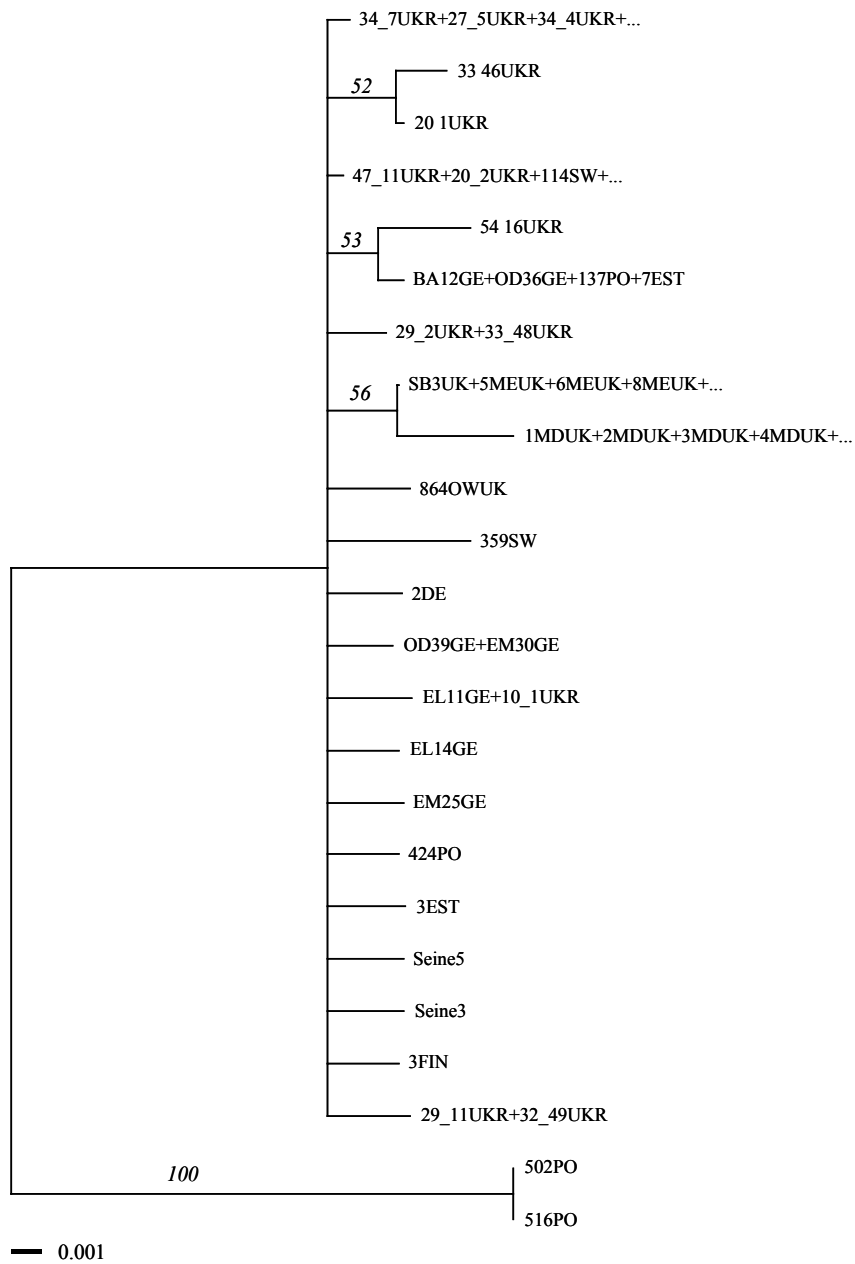 34_7UKR+27_5UKR+34_4UKR+...
33 46UKR
52
20 1UKR
47_11UKR+20_2UKR+114SW+...
54 16UKR
53
BA12GE+OD36GE+137PO+7EST
29_2UKR+33_48UKR
SB3UK+5MEUK+6MEUK+8MEUK+...
56
1MDUK+2MDUK+3MDUK+4MDUK+...
864OWUK
359SW
2DE
OD39GE+EM30GE
EL11GE+10_1UKR
EL14GE
EM25GE
424PO
3EST
Seine5
Seine3
3FIN
29_11UKR+32_49UKR
502PO
100
516PO
0.001